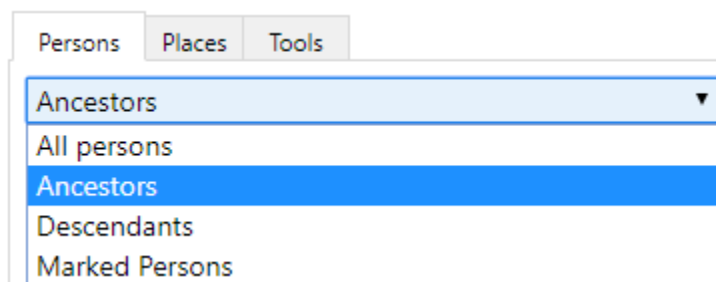 Persons Places Tools
Ancestors
All persons
Ancestors
Descendants
Marked Persons